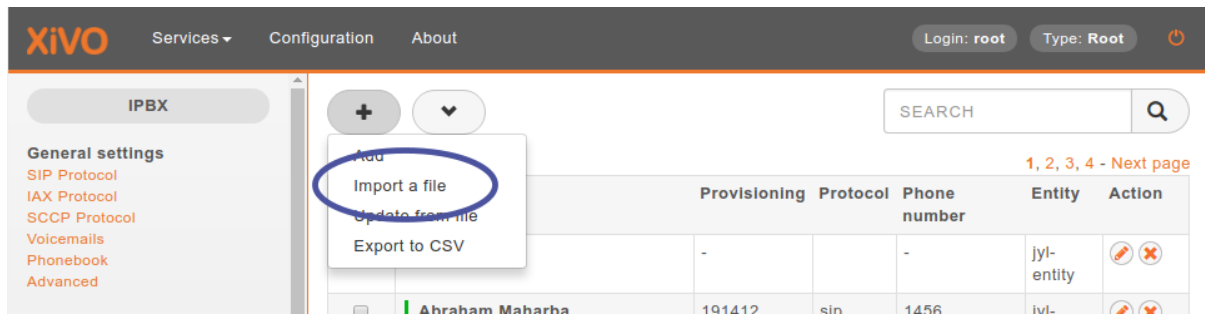 XiVO Services Configuration About Login: root Type: Root
IPBX
General settings
SIP Protocol
IAX Protocol
SCCP Protocol
Voicemails
Phonebook
Advanced
SEARCH
Add
Import a file
Update from file
Export to CSV
1, 2, 3, 4 - Next page
Provisioning Protocol Phone number Entity Action
- - jyl-entity
Abraham Maharba 191412 sip 1456 jyl-